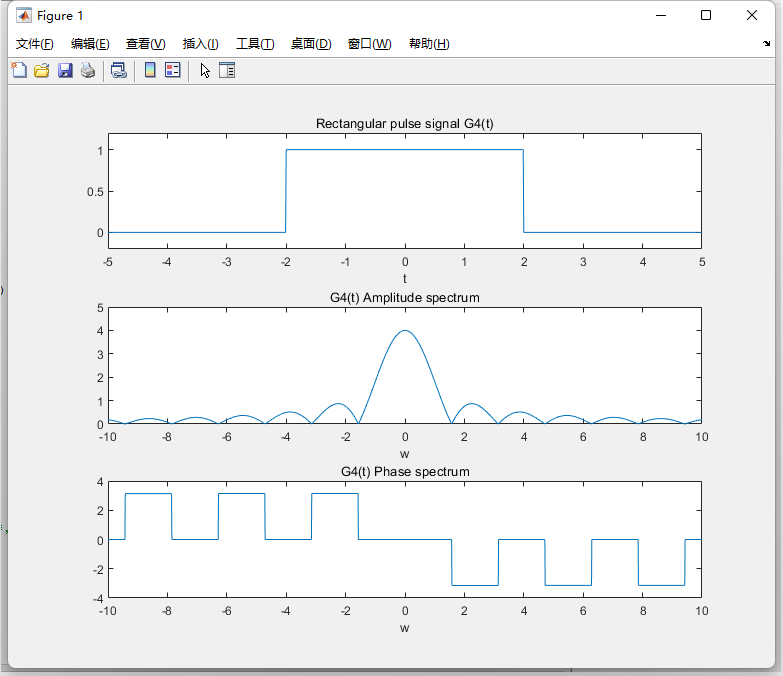 Figure 1
文件(F) 编辑(E) 查看(V) 插入(I) 工具(T) 桌面(D) 窗口(W) 帮助(H)
Rectangular pulse signal G4(t)
1
0.5
0
-5 -4 -3 -2 -1 0 1 2 3 4 5
t
G4(t) Amplitude spectrum
5
4
3
2
1
0
-10 -8 -6 -4 -2 0 2 4 6 8 10
w
G4(t) Phase spectrum
4
2
0
-2
-4
-10 -8 -6 -4 -2 0 2 4 6 8 10
w